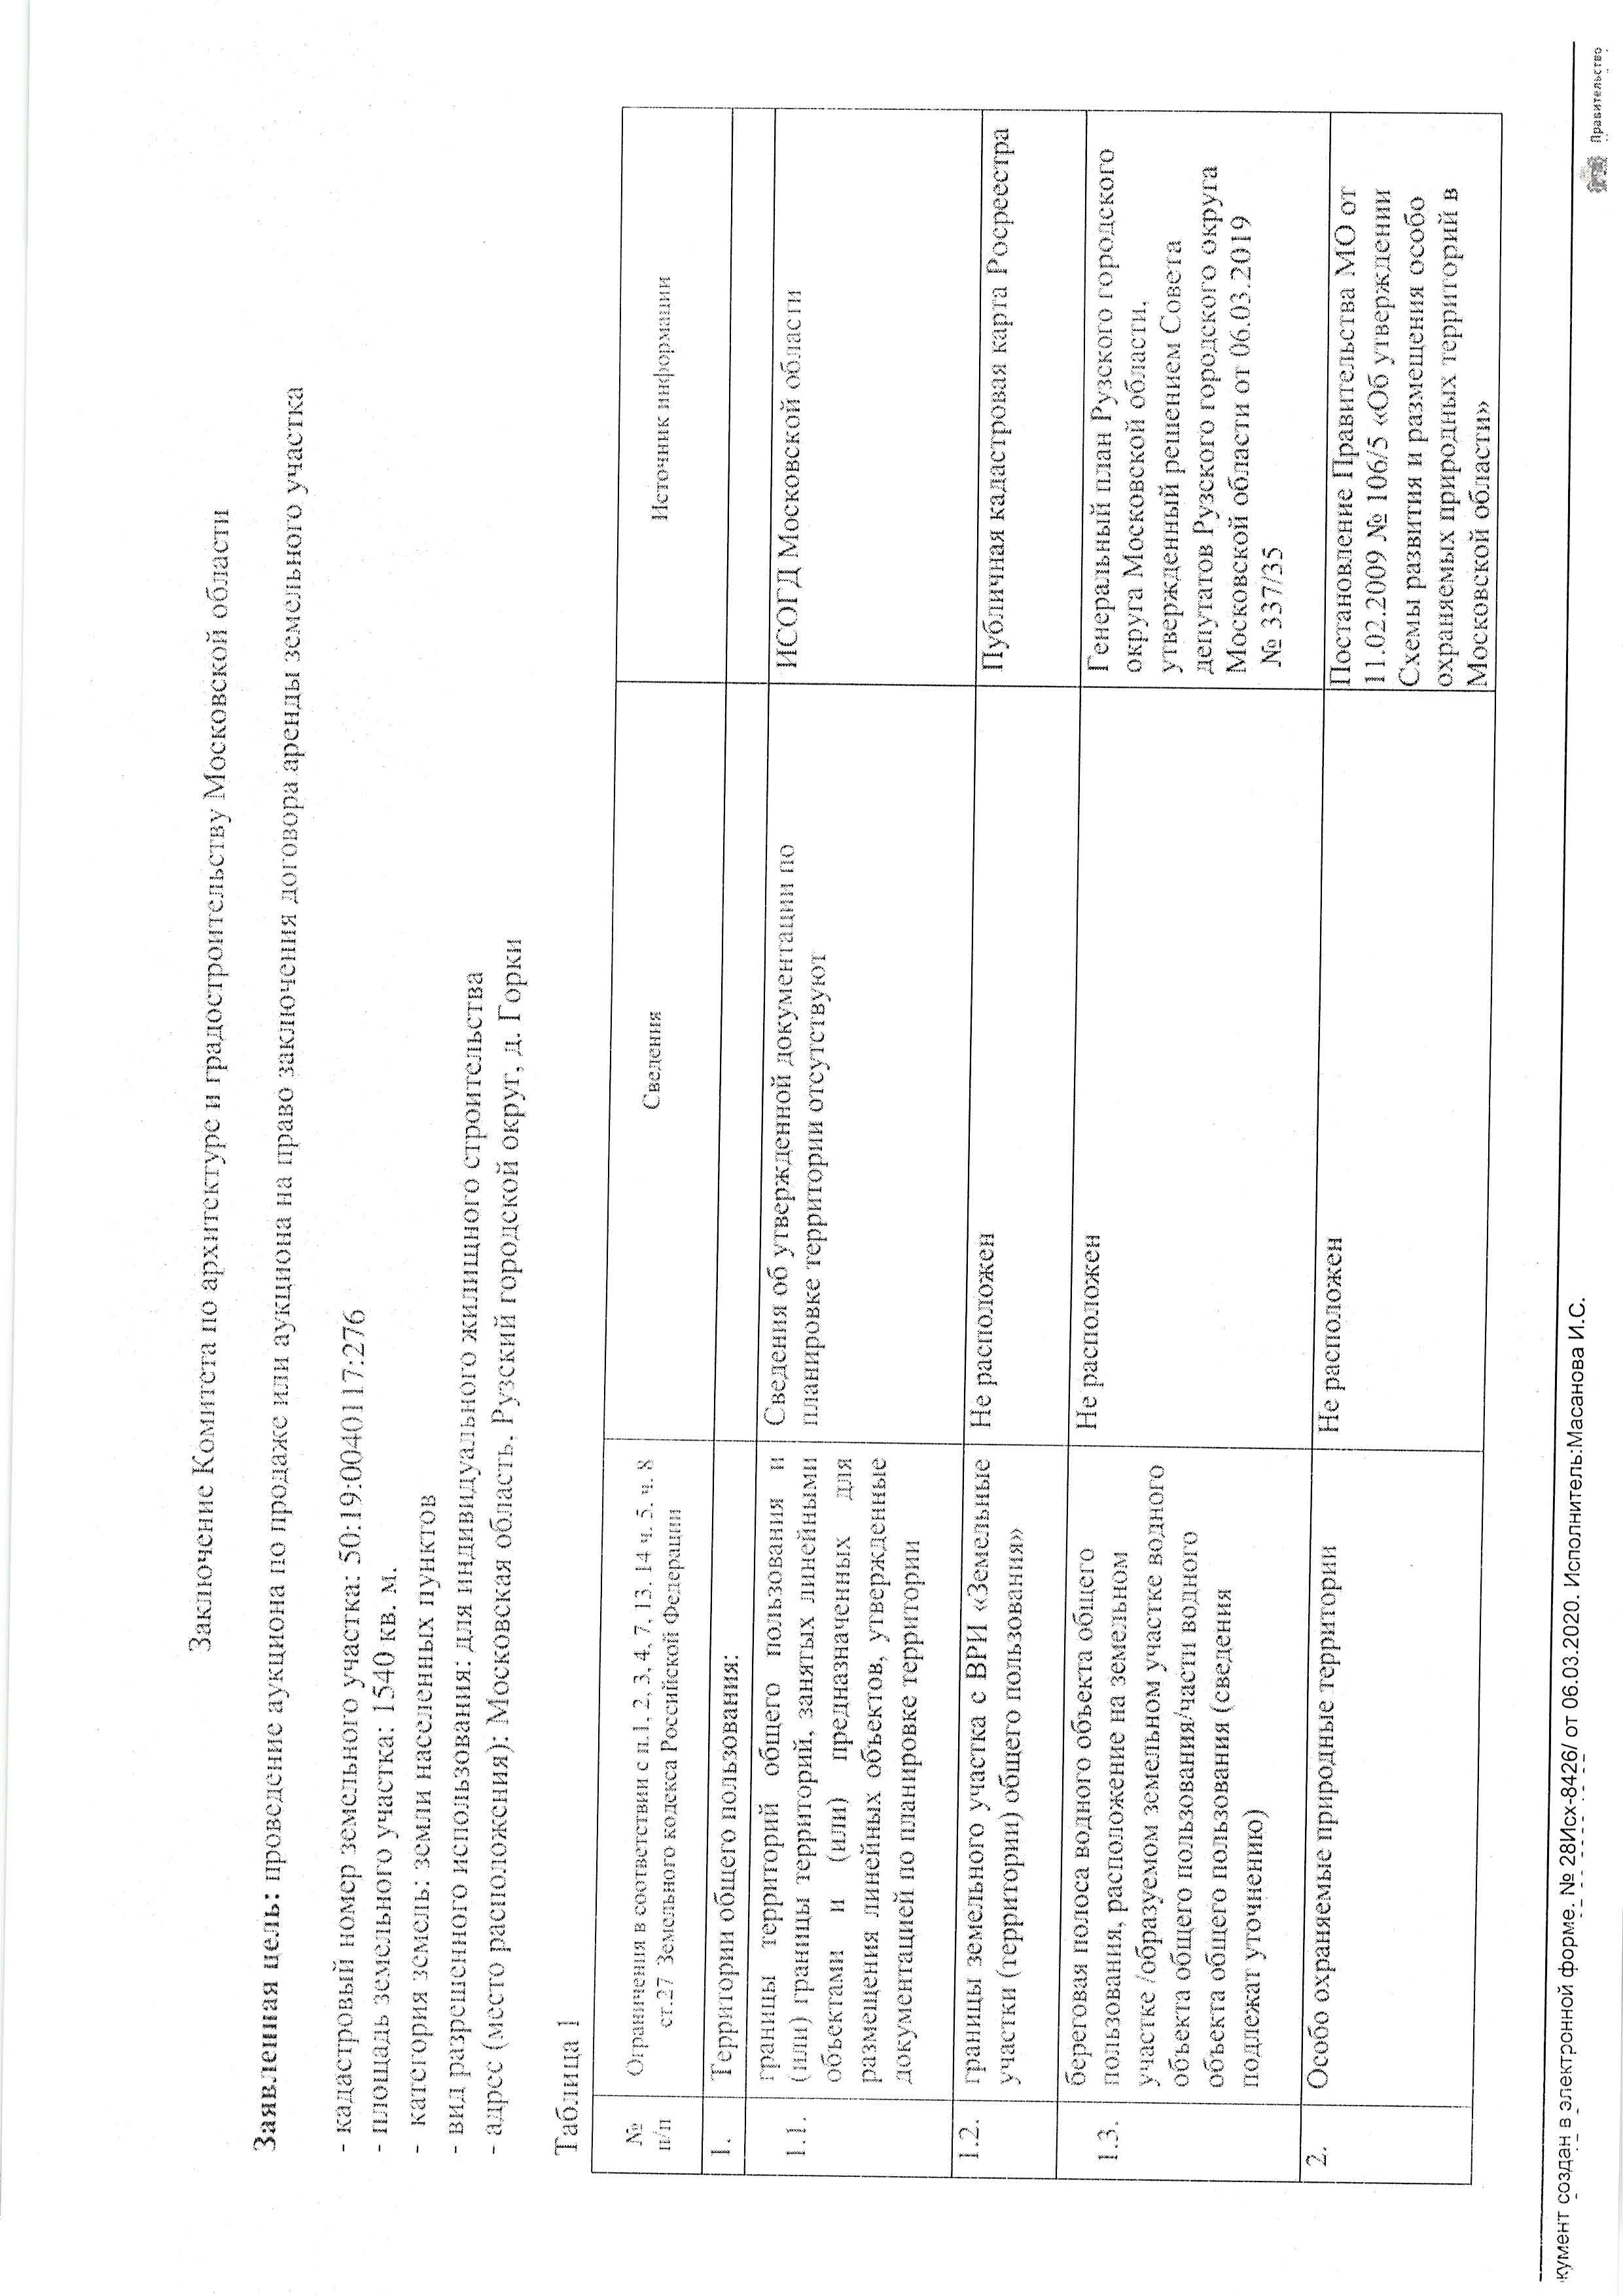 Заключение Комитета по архитектуре и градостроительству Московской области
Заявленная цель: проведение аукциона по продаже или аукциона на право заключения договора аренды земельного участка
- кадастровый номер земельного участка: 50:19:0040117:276
- площадь земельного участка: 1540 кв. м.
- категория земель: земли населенных пунктов
- вид разрешенного использования: для индивидуального жилищного строительства
- адрес (место расположения): Московская область, Рузский городской округ, д. Горки
Таблица 1
№
п/п
Ограничения в соответствии с п.1, 2, 3, 4, 7, 13, 14 ч. 5, ч. 8
ст.27 Земельного кодекса Российской Федерации
Сведения
Источник информации
1.
Территории общего пользования:
1.1.
границы территорий общего пользования и
(или) границы территорий, занятых линейными
объектами и (или) предназначенных для
размещения линейных объектов, утвержденные
документацией по планировке территории
Сведения об утвержденной документации по
планировке территории отсутствуют
ИСОГД Московской области
1.2.
границы земельного участка с ВРИ «Земельные
участки (территории) общего пользования»
Не расположен
Публичная кадастровая карта Росреестра
1.3.
береговая полоса водного объекта общего
пользования, расположение на земельном
участке /образуемом земельном участке водного
объекта общего пользования/части водного
объекта общего пользования (сведения
подлежат уточнению)
Не расположен
Генеральный план Рузского городского
округа Московской области,
утвержденный решением Совета
депутатов Рузского городского округа
Московской области от 06.03.2019
№ 337/35
2.
Особо охраняемые природные территории
Не расположен
Постановление Правительства МО от
11.02.2009 № 106/5 «Об утверждении
Схемы развития и размещения особо
охраняемых природных территорий в
Московской области»
кумент создан в электронной форме. № 28Исх-8426/ от 06.03.2020. Исполнитель:Масанова И.С.
Правительство